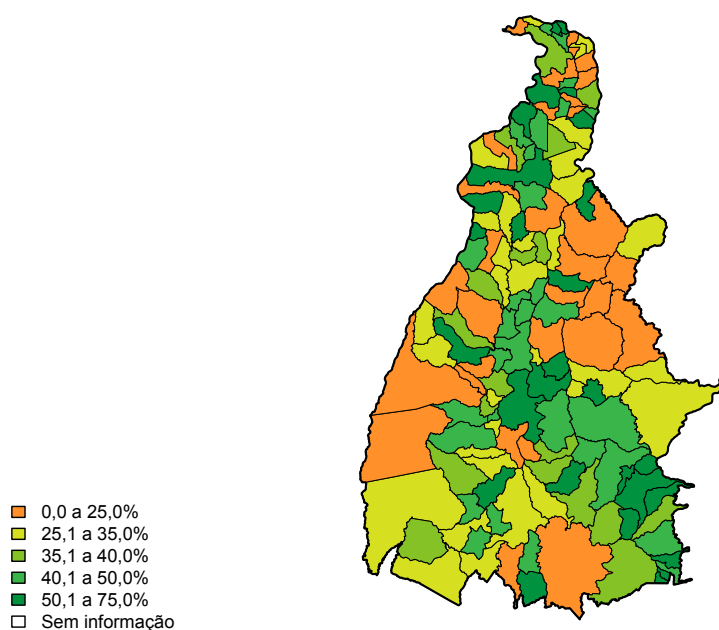 0,0 a 25,0%
25,1 a 35,0%
35,1 a 40,0%
40,1 a 50,0%
50,1 a 75,0%
Sem informação